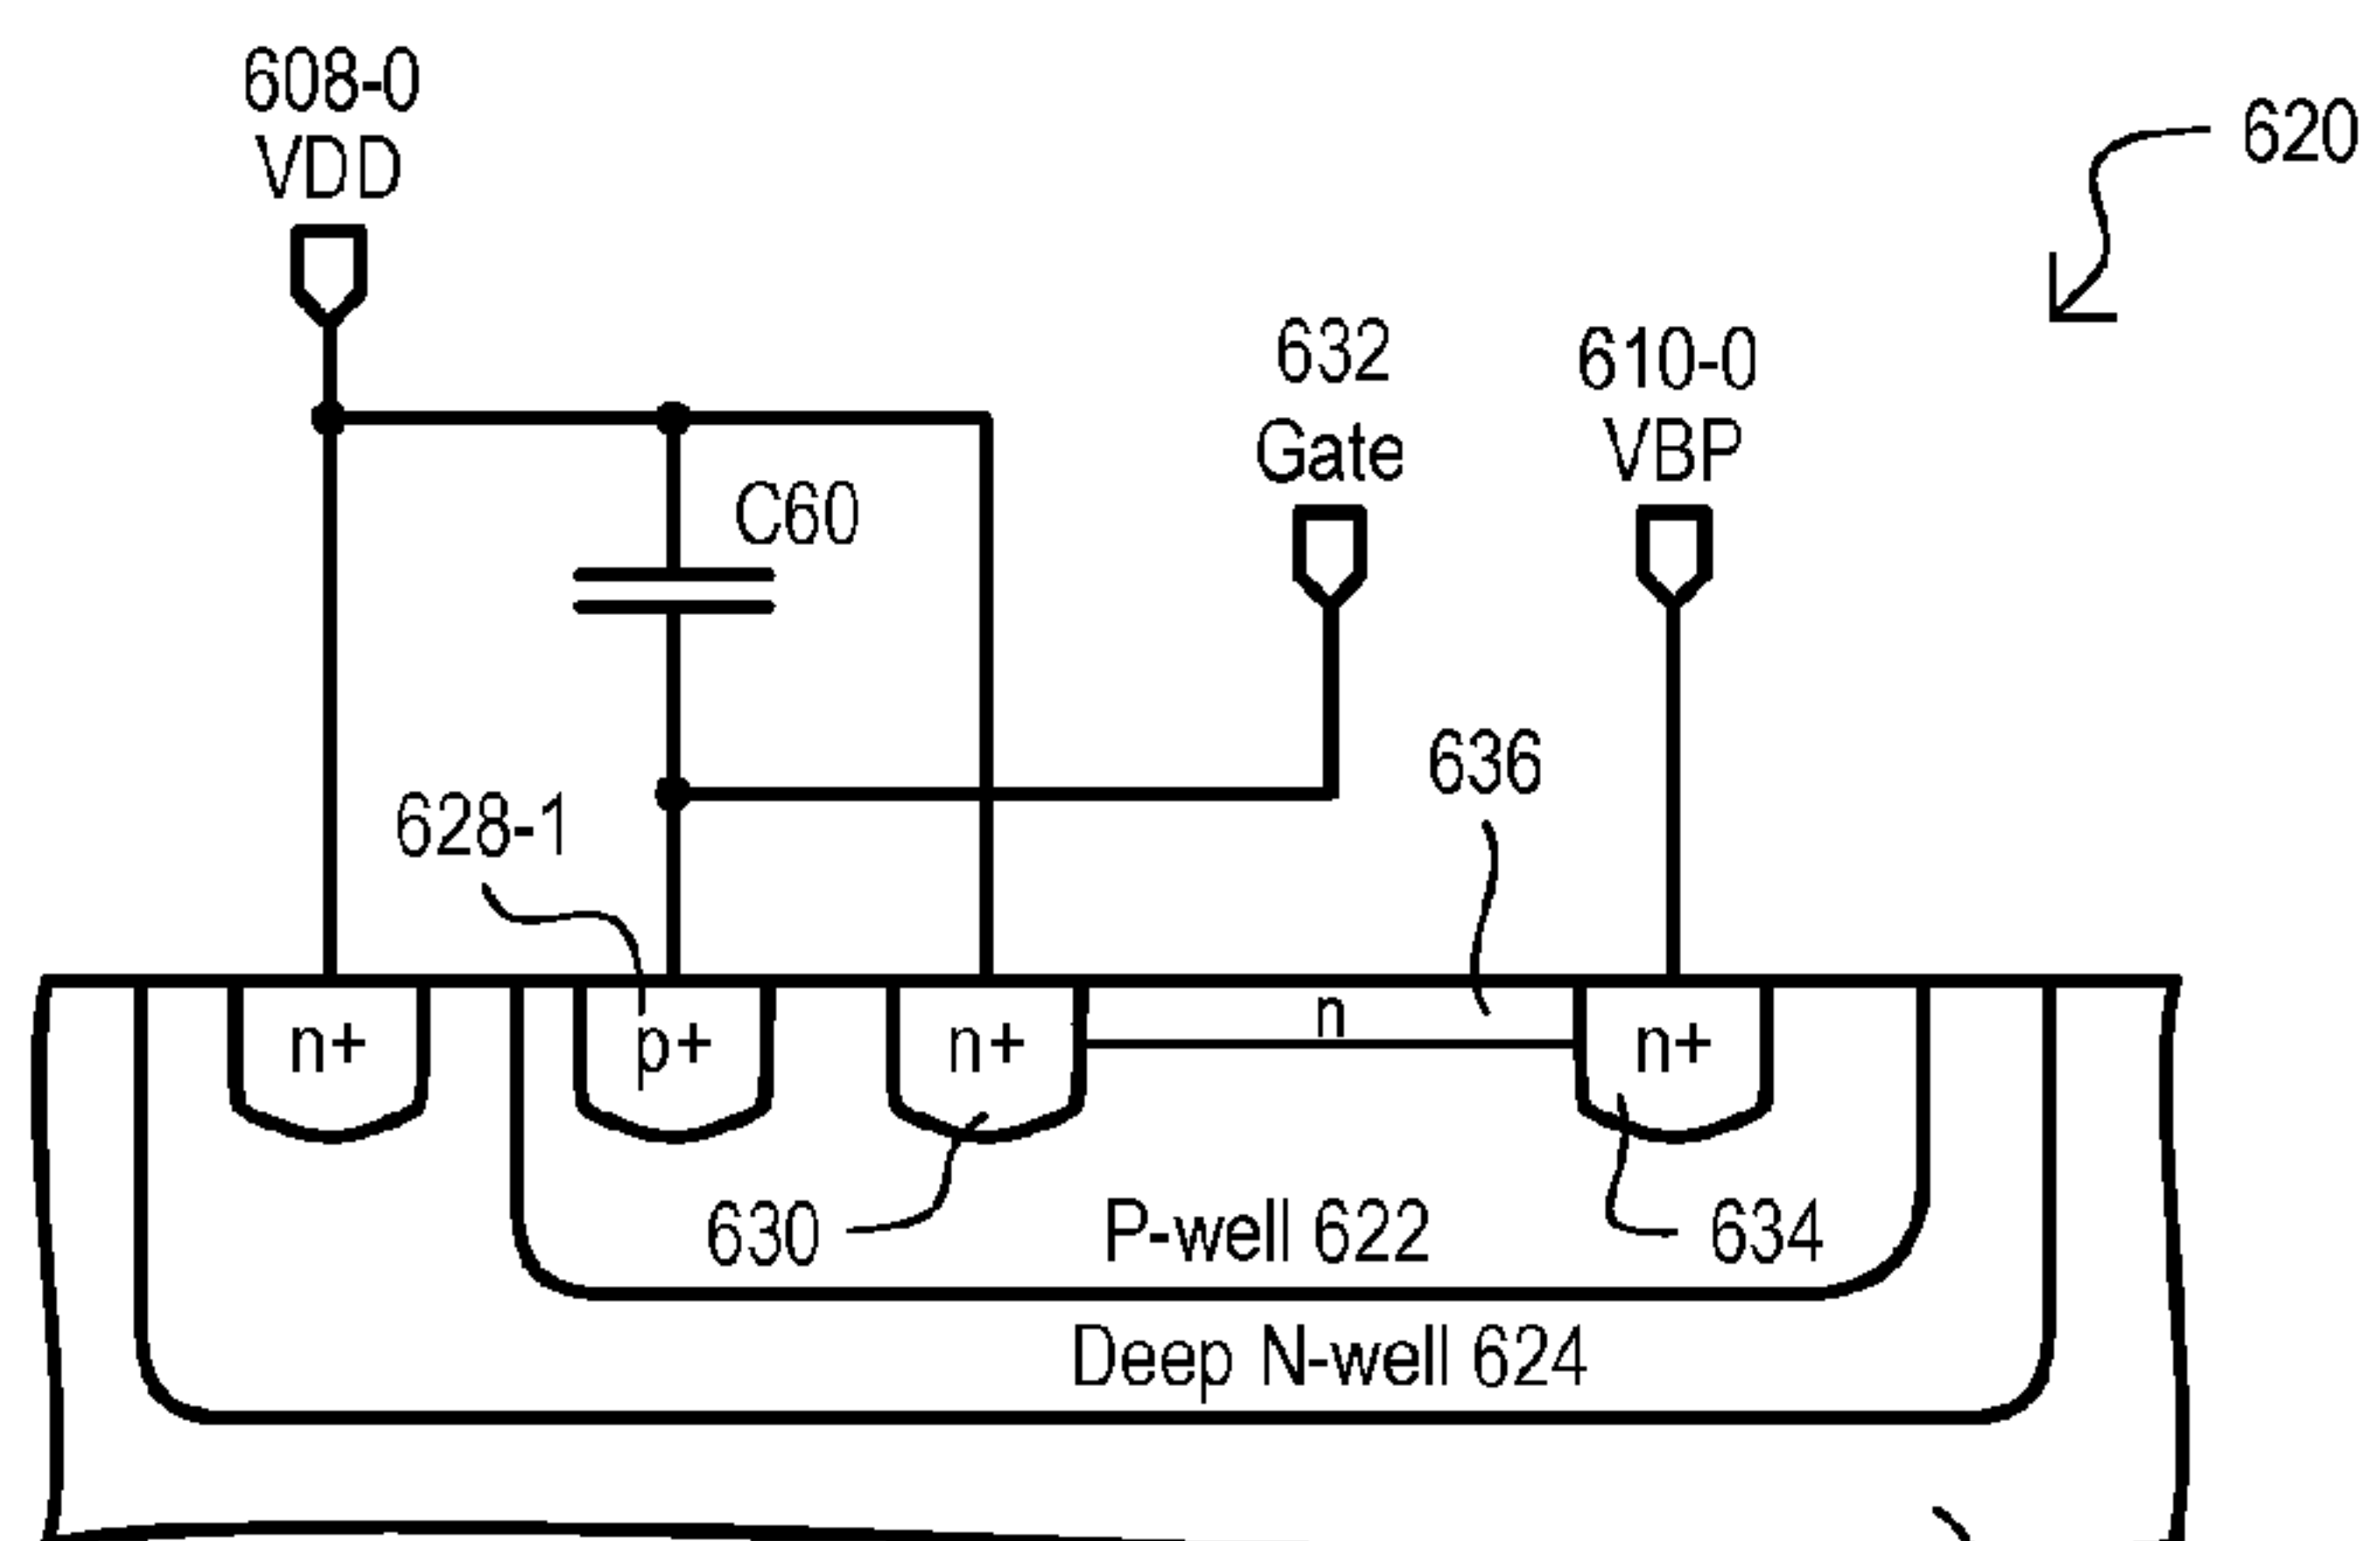 608-0
VDD
620
632
Gate
610-0
VBP
C60
636
628-1
n+
p+
n+
n
n+
630
P-well 622
634
Deep N-well 624